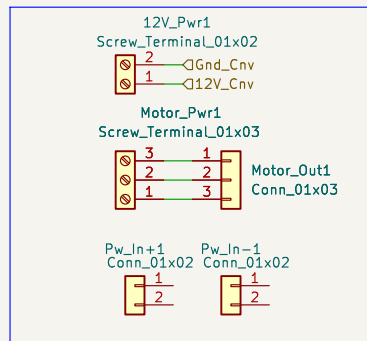 12V_Pwr1
Screw_Terminal_01x02
2 Gnd_Cnv
1 12V_Cnv
Motor_Pwr1
Screw_Terminal_01x03
3 1
2 2
1 3
Motor_Out1
Conn_01x03
Pw_In+1 Pw_In-1
Conn_01x02 Conn_01x02
1 1
2 2